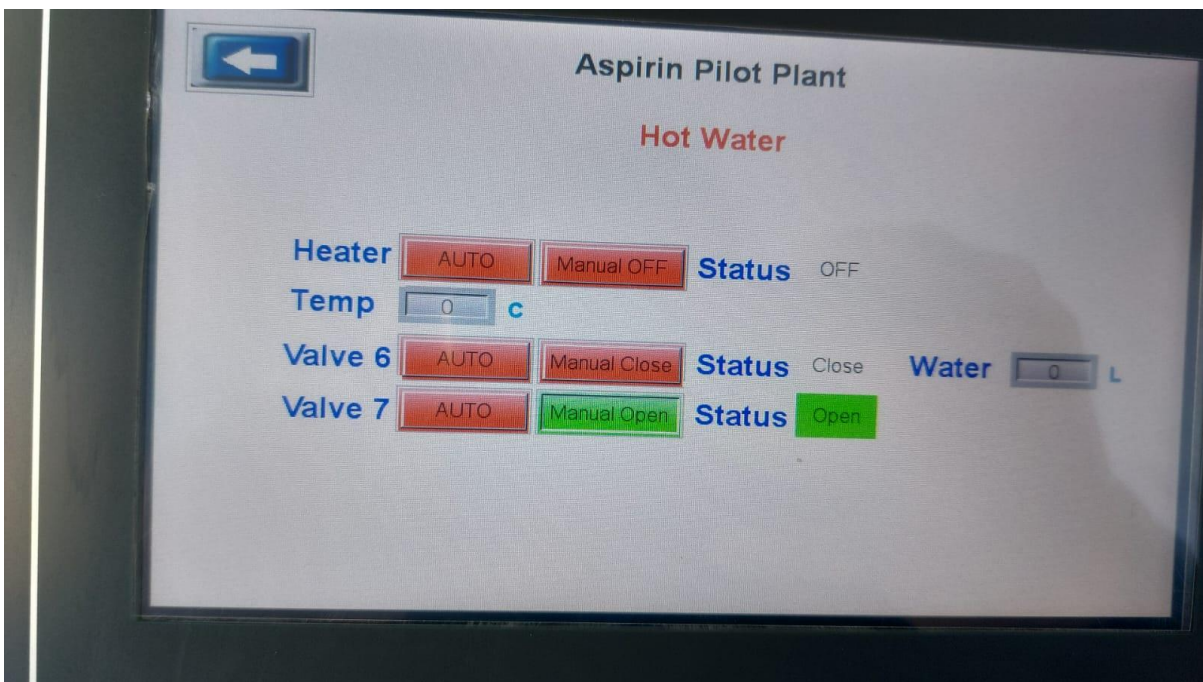 Aspirin Pilot Plant
Hot Water
Heater AUTO Manual OFF Status OFF
Temp 0 C
Valve 6 AUTO Manual Close Status Close Water 0 L
Valve 7 AUTO Manual Open Status Open